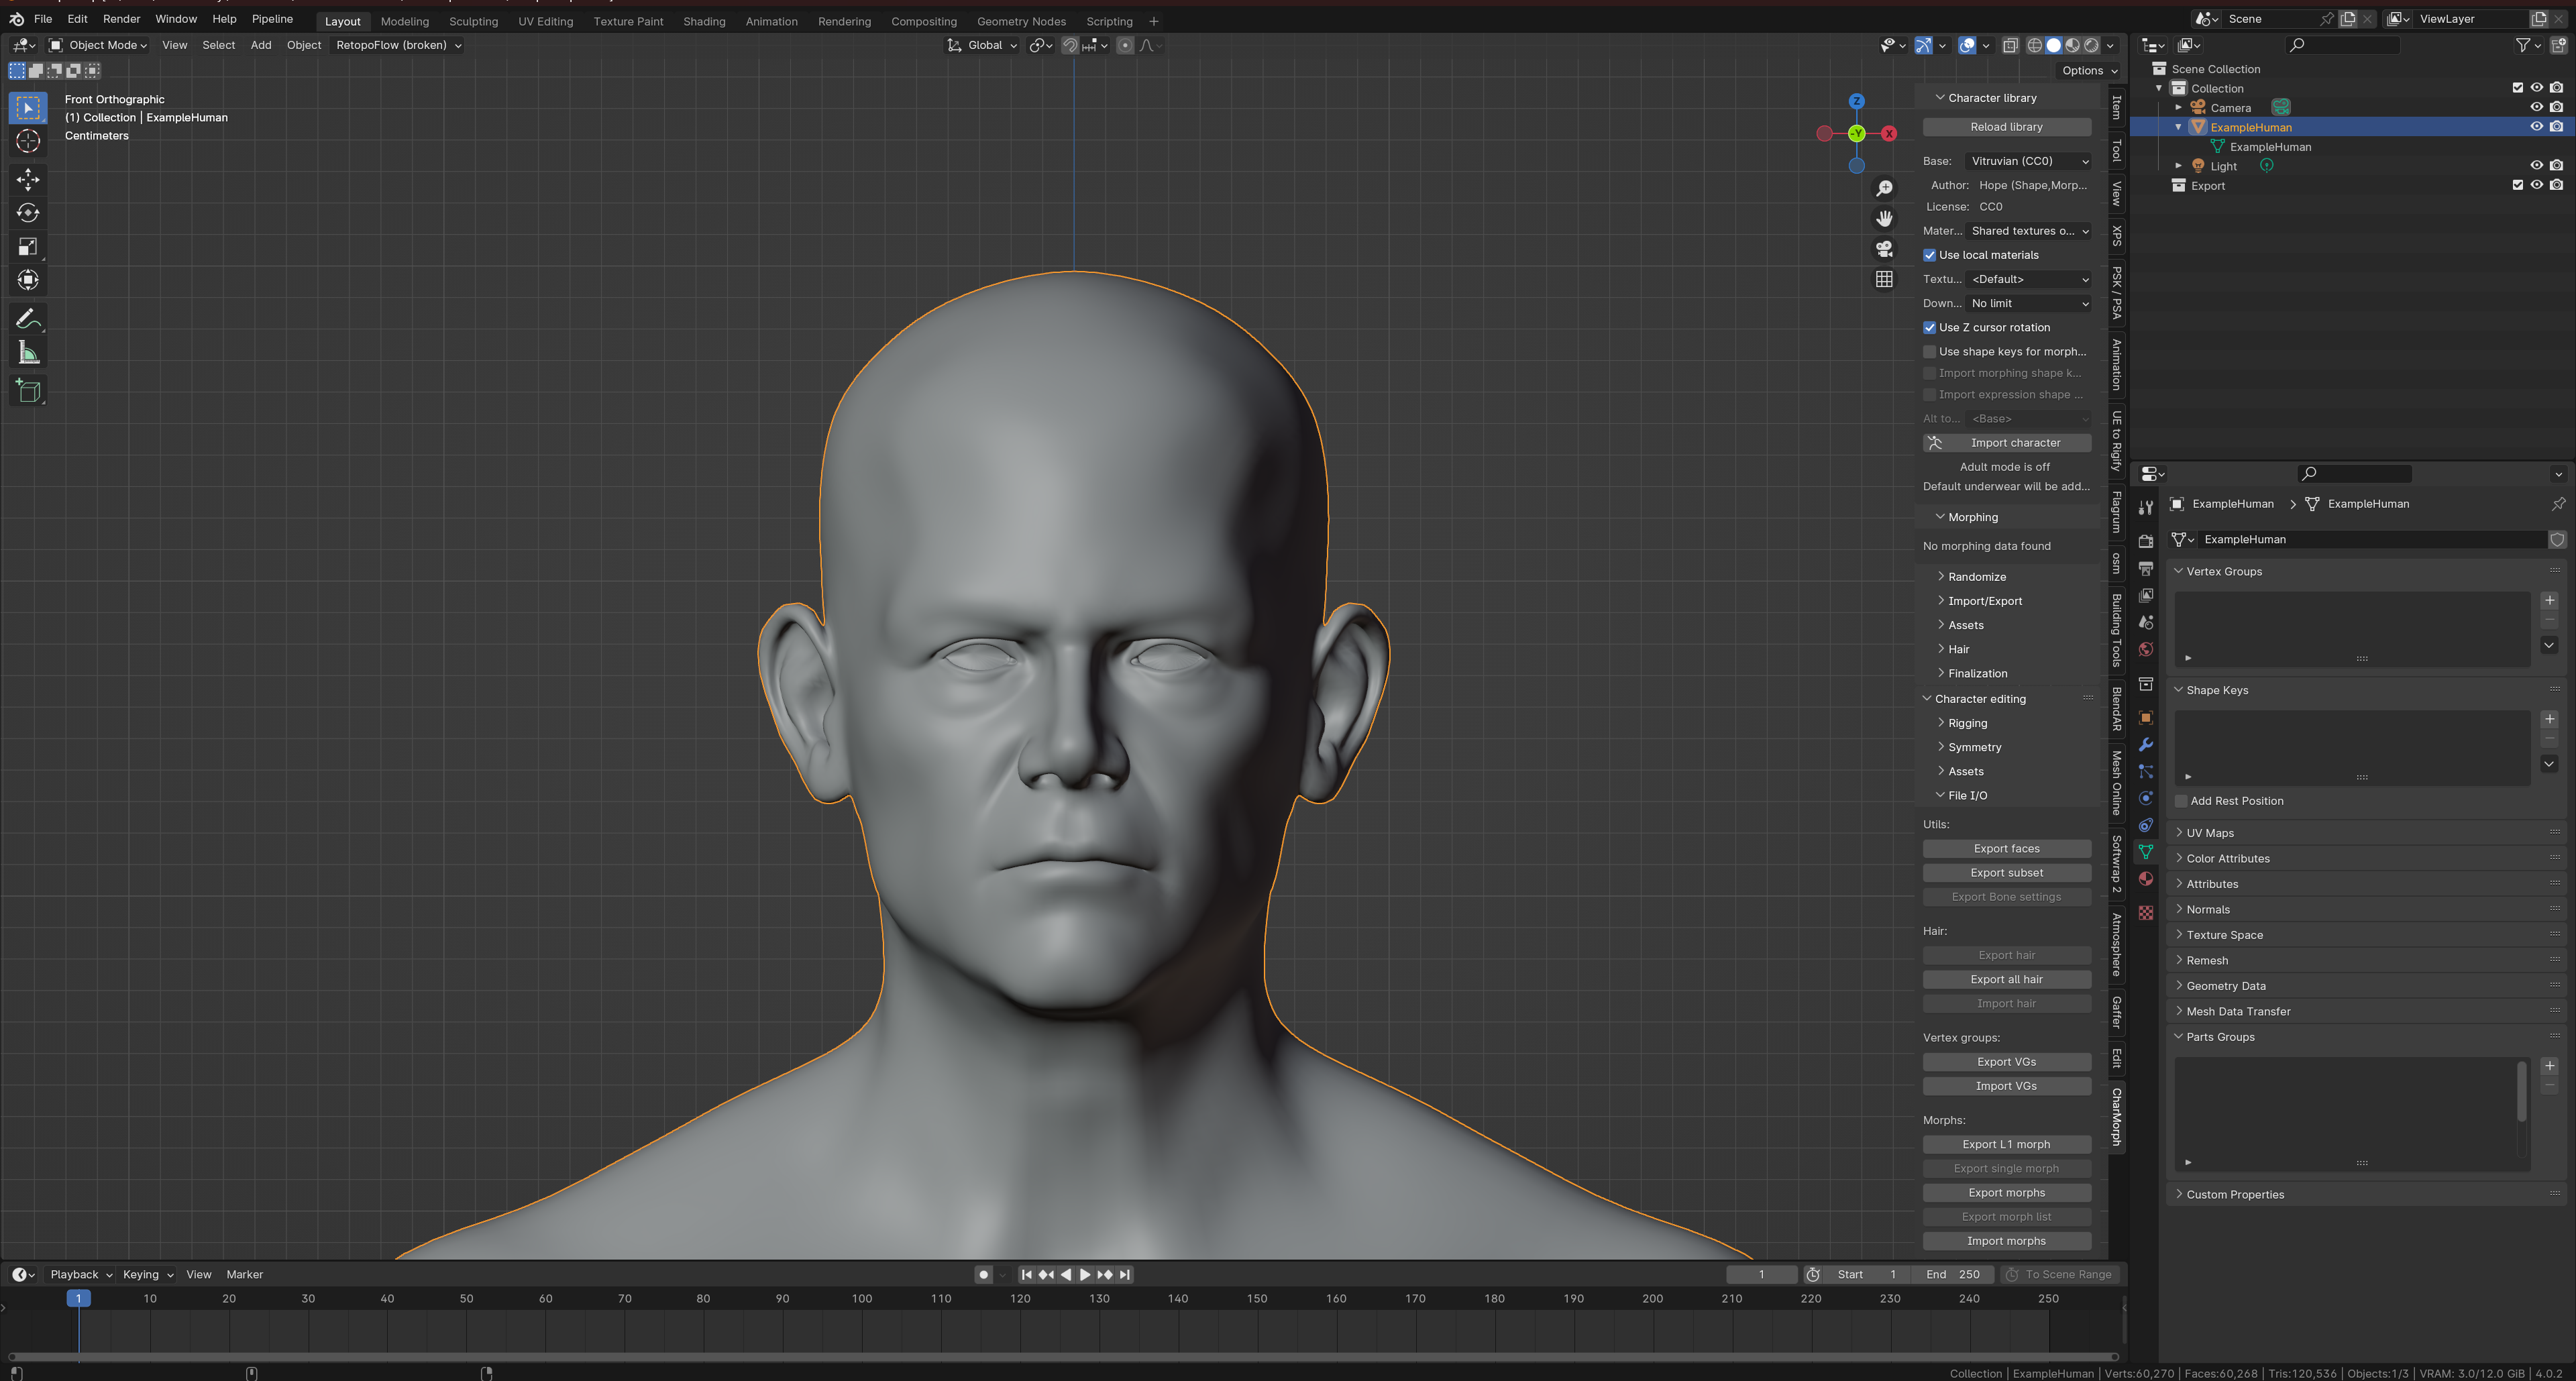 File Edit Render Window Help Pipeline Layout Modeling Sculpting UV Editing Texture Paint Shading Animation Rendering Compositing Geometry Nodes Scripting + Scene ViewLayer
Object Mode View Select Add Object RetopoFlow (broken) Global
Options
Front Orthographic
(1) Collection | ExampleHuman
Centimeters
Z
-Y
X
Character library
Reload library
Base: Vitruvian (CC0)
Author: Hope (Shape,Morp...
License: CC0
Mater... Shared textures o...
Use local materials
Textu... <Default>
Down... No limit
Use Z cursor rotation
Use shape keys for morph...
Import morphing shape k...
Import expression shape ...
Alt to... <Base>
Import character
Adult mode is off
Default underwear will be add...
Morphing
No morphing data found
Randomize
Import/Export
Assets
Hair
Finalization
Character editing
Rigging
Symmetry
Assets
File I/O
Utils:
Export faces
Export subset
Export Bone settings
Hair:
Export hair
Export all hair
Import hair
Vertex groups:
Export VGs
Import VGs
Morphs:
Export L1 morph
Export single morph
Export morphs
Export morph list
Import morphs
Item
Tool
View
XPS
PSK / PSA
Animation
UE to Rigify
Flagrum
osm
Building Tools
BlendAR
Mesh Online
Softwrap 2
Atmosphere
Gaffer
Edit
CharMorph
Scene Collection
Collection
Camera
ExampleHuman
ExampleHuman
Light
Export
ExampleHuman > ExampleHuman
ExampleHuman
Vertex Groups
Shape Keys
Add Rest Position
UV Maps
Color Attributes
Attributes
Normals
Texture Space
Remesh
Geometry Data
Mesh Data Transfer
Parts Groups
Custom Properties
Playback Keying View Marker 1 Start 1 End 250 To Scene Range
1 10 20 30 40 50 60 70 80 90 100 110 120 130 140 150 160 170 180 190 200 210 220 230 240 250
Collection | ExampleHuman | Verts:60,270 | Faces:60,268 | Tris:120,536 | Objects:1/3 | VRAM: 3.0/12.0 GiB | 4.0.2